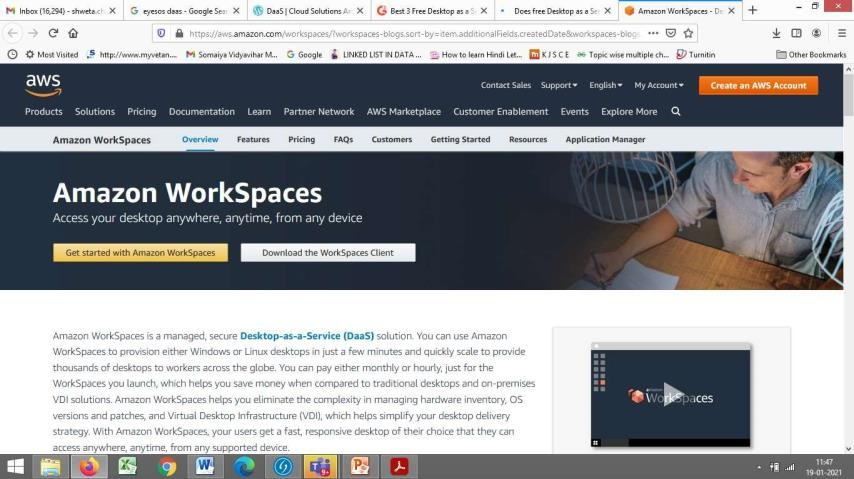 Inbox (16,294) - shweta.ch
eyesos daas - Google Sear
DaaS | Cloud Solutions Ar
Best 3 Free Desktop as a S
Does free Desktop as a Ser
Amazon WorkSpaces - De
https://aws.amazon.com/workspaces/?workspaces-blogs.sort-by=item.additionalFields.createdDate&workspaces-blogs
Most Visited http://www.myvetan.... Somaiya Vidyavihar M... Google LINKED LIST IN DATA ... How to learn Hindi Let... K J S C E Topic wise multiple ch... Turnitin Other Bookmarks
aws
Contact Sales Support English My Account Create an AWS Account
Products Solutions Pricing Documentation Learn Partner Network AWS Marketplace Customer Enablement Events Explore More
Amazon WorkSpaces Overview Features Pricing FAQs Customers Getting Started Resources Application Manager
Amazon WorkSpaces
Access your desktop anywhere, anytime, from any device
Get started with Amazon WorkSpaces Download the WorkSpaces Client
Amazon WorkSpaces is a managed, secure Desktop-as-a-Service (DaaS) solution. You can use Amazon
WorkSpaces to provision either Windows or Linux desktops in just a few minutes and quickly scale to provide
thousands of desktops to workers across the globe. You can pay either monthly or hourly, just for the
WorkSpaces you launch, which helps you save money when compared to traditional desktops and on-premises
VDI solutions. Amazon WorkSpaces helps you eliminate the complexity in managing hardware inventory, OS
versions and patches, and Virtual Desktop Infrastructure (VDI), which helps simplify your desktop delivery
strategy. With Amazon WorkSpaces, your users get a fast, responsive desktop of their choice that they can
access anywhere, anytime, from any supported device.
WorkSpaces
11:47
19-01-2021